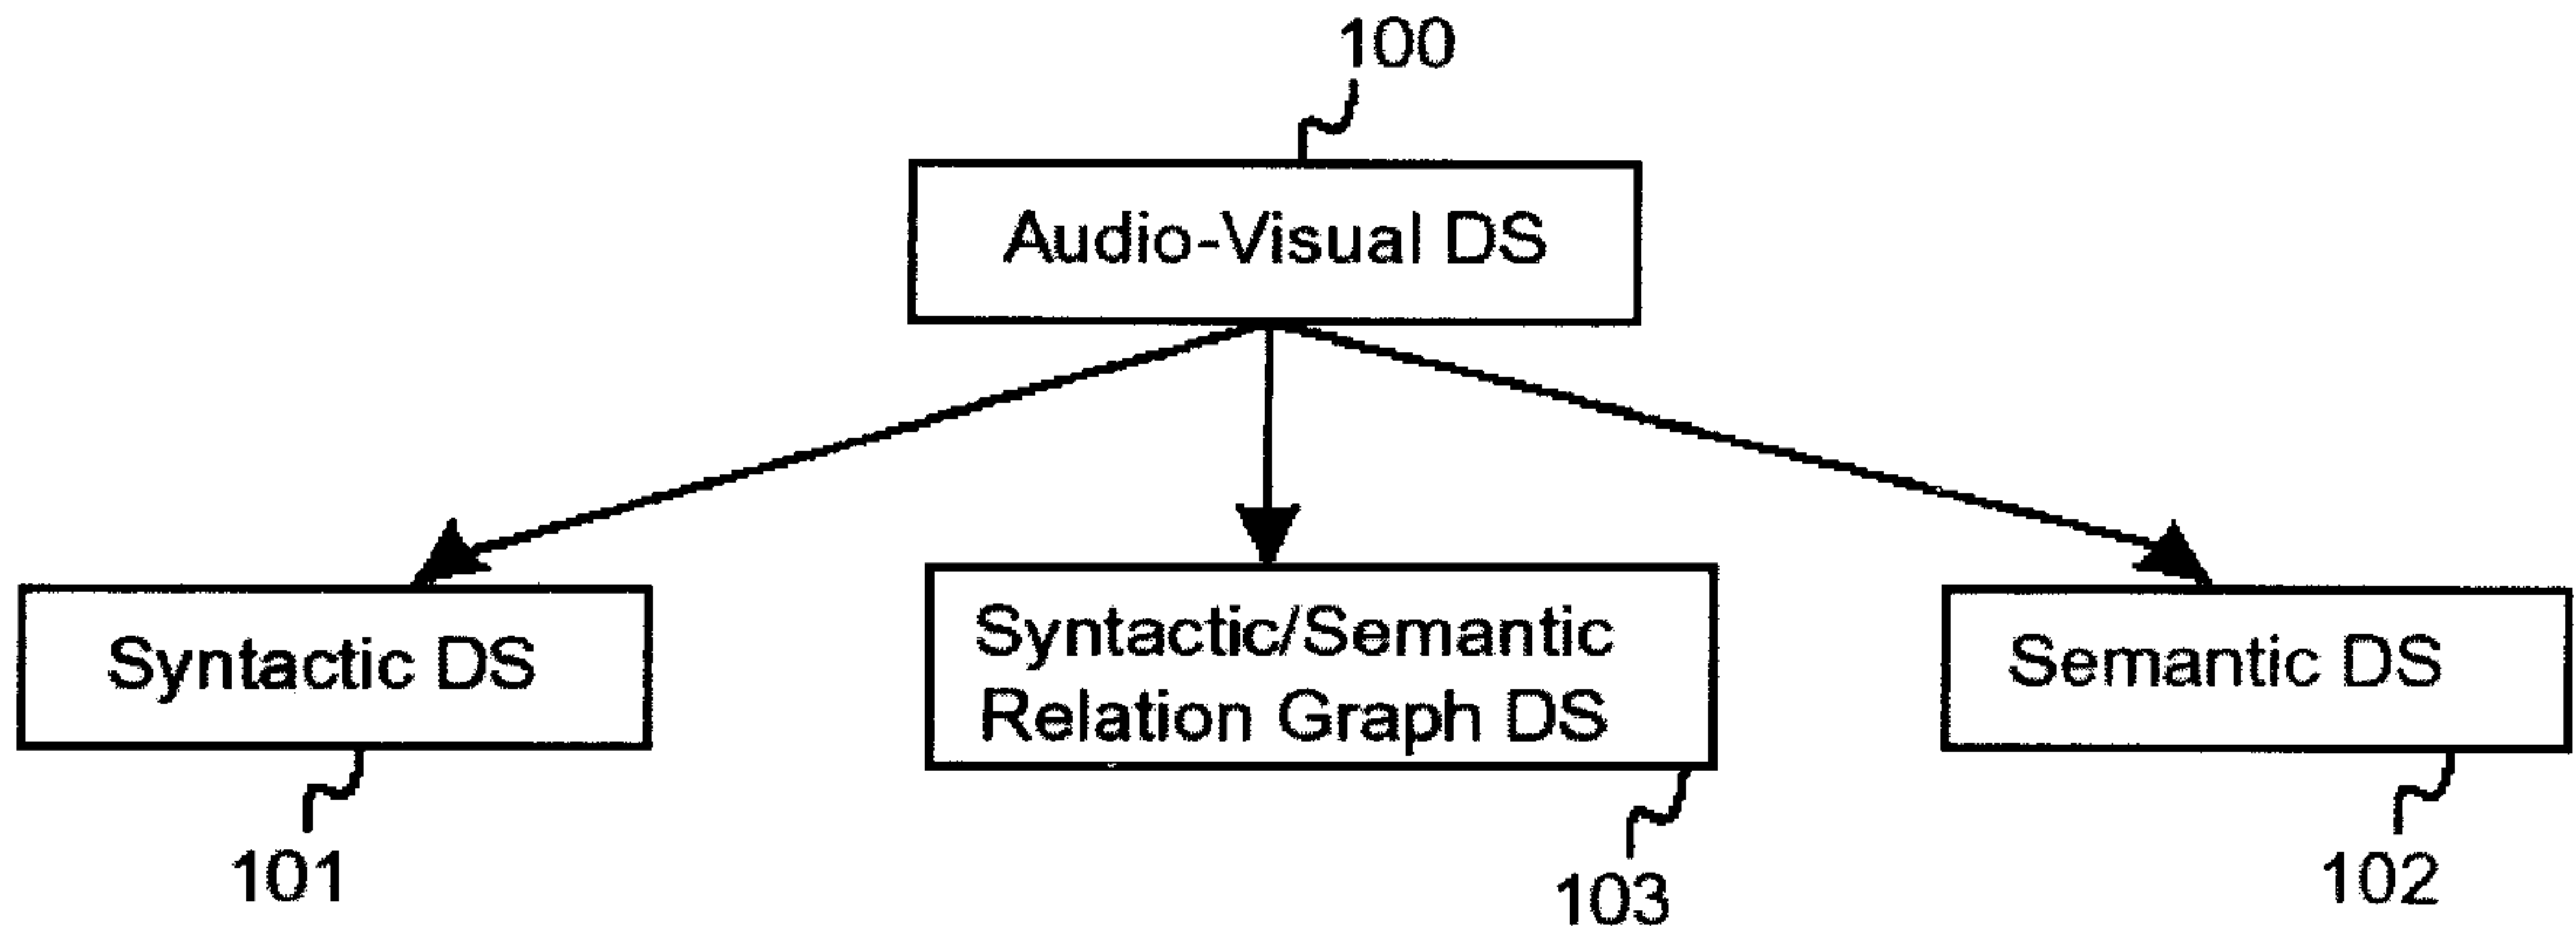 100
Audio-Visual DS
Syntactic DS
Syntactic/Semantic
Relation Graph DS
Semantic DS
101
103
102